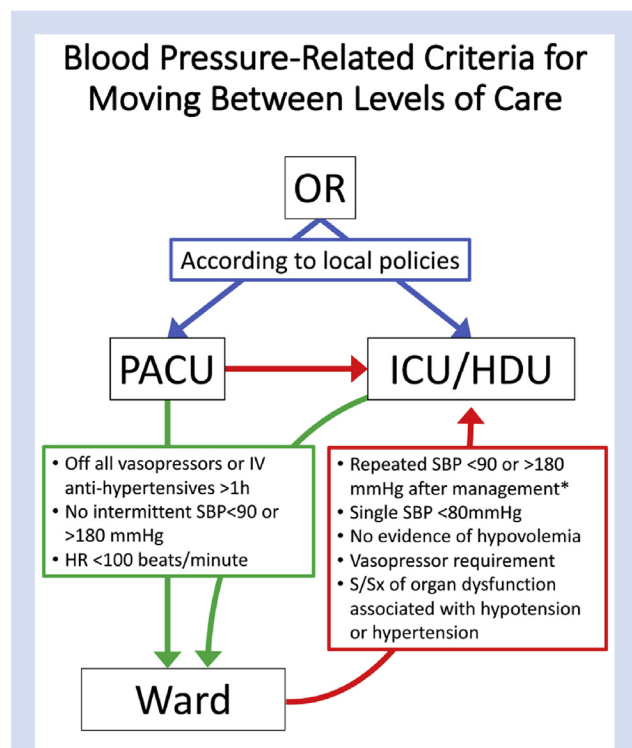 Blood Pressure-Related Criteria for
Moving Between Levels of Care
OR
According to local policies
PACU
ICU/HDU
• Off all vasopressors or IV
anti-hypertensives >1h
• No intermittent SBP<90 or
>180 mmHg
• HR <100 beats/minute
• Repeated SBP <90 or >180
mmHg after management*
• Single SBP <80mmHg
• No evidence of hypovolemia
• Vasopressor requirement
• S/Sx of organ dysfunction
associated with hypotension
or hypertension
Ward